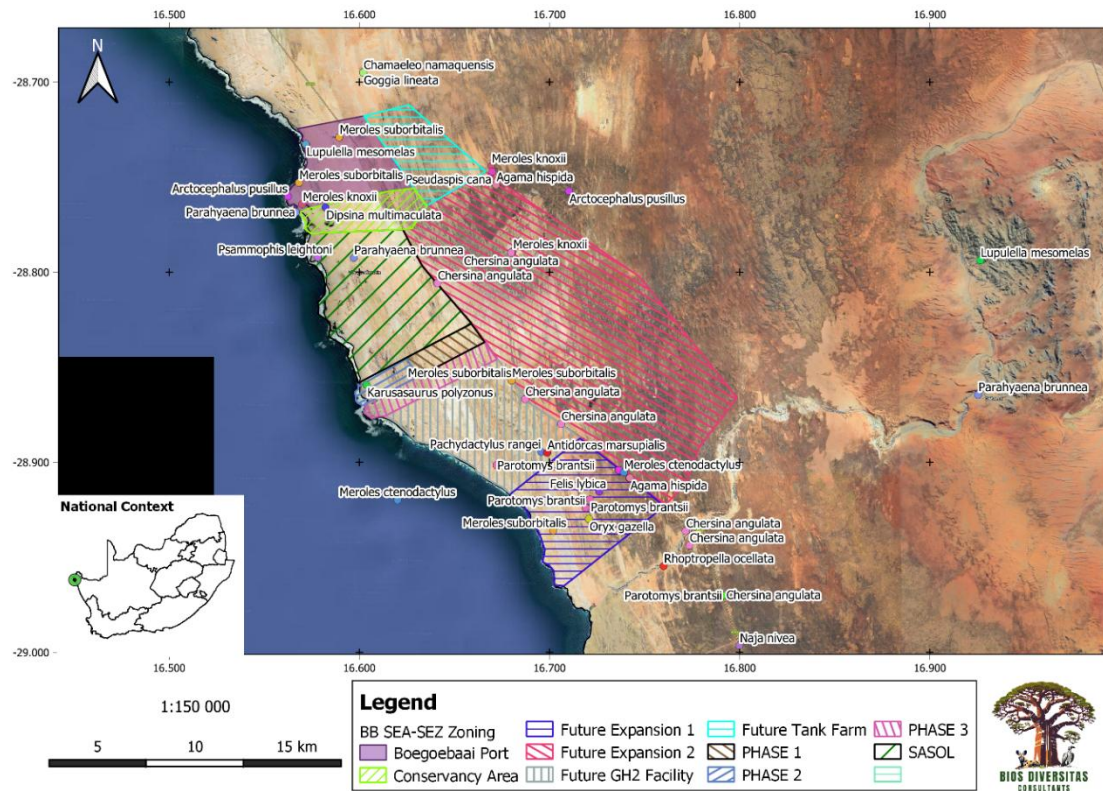 16.500 16.600 16.700 16.800 16.900
N
-28.700
-28.800
-28.900
-29.000
Chamaeleo namaquensis
Goggia lineata
Meroles suborbitalis
Lupulella mesomelas
Meroles knoxii
Meroles suborbitalis
Pseudaspis cana
Agama hispida
Arctocephalus pusillus
Arctocephalus pusillus
Meroles knoxii
Parahyaena brunnea
Dipsina multimaculata
Meroles knoxii
Psammophis leightoni
Parahyaena brunnea
Chersina angulata
Lupulella mesomelas
Chersina angulata
Meroles suborbitalis
Meroles suborbitalis
Karusasaurus polyzonus
Chersina angulata
Parahyaena brunnea
Chersina angulata
Pachydactylus rangei
Antidorcas marsupialis
Parotomys brantsii
Meroles ctenodactylus
Felis lybica
Agama hispida
Meroles ctenodactylus
Parotomys brantsii
Parotomys brantsii
Meroles suborbitalis
Oryx gazella
Chersina angulata
Chersina angulata
Rhoptropella ocellata
Parotomys brantsii
Chersina angulata
Naja nivea
National Context
16.500 16.600 16.700 16.800 16.900
1:150 000
5 10 15 km
Legend
BB SEA-SEZ Zoning
Boegoebaai Port
Conservancy Area
Future Expansion 1
Future Expansion 2
Future GH2 Facility
Future Tank Farm
PHASE 1
PHASE 2
PHASE 3
SASOL
BIOS DIVERSITAS
CONSULTANTS